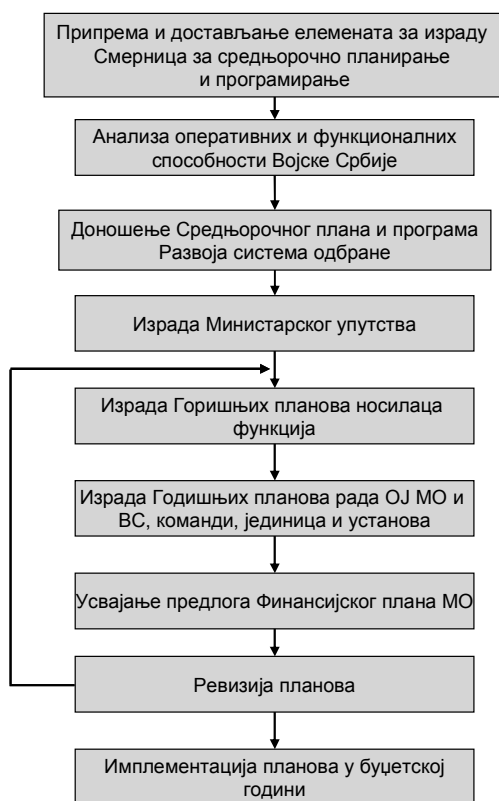 Припрема и достављање елемената за израду
Смерница за средњорочно планирање
и програмирање
Анализа оперативних и функционалних
способности Војске Србије
Доношење Средњорочног плана и програма
Развоја система одбране
Израда Министарског упутства
Израда Горишњих планова носилаца
функција
Израда Годишњих планова рада ОЈ МО и
ВС, команди, јединица и установа
Усвајање предлога Финансијског плана МО
Ревизија планова
Имплементација планова у буџетској
години